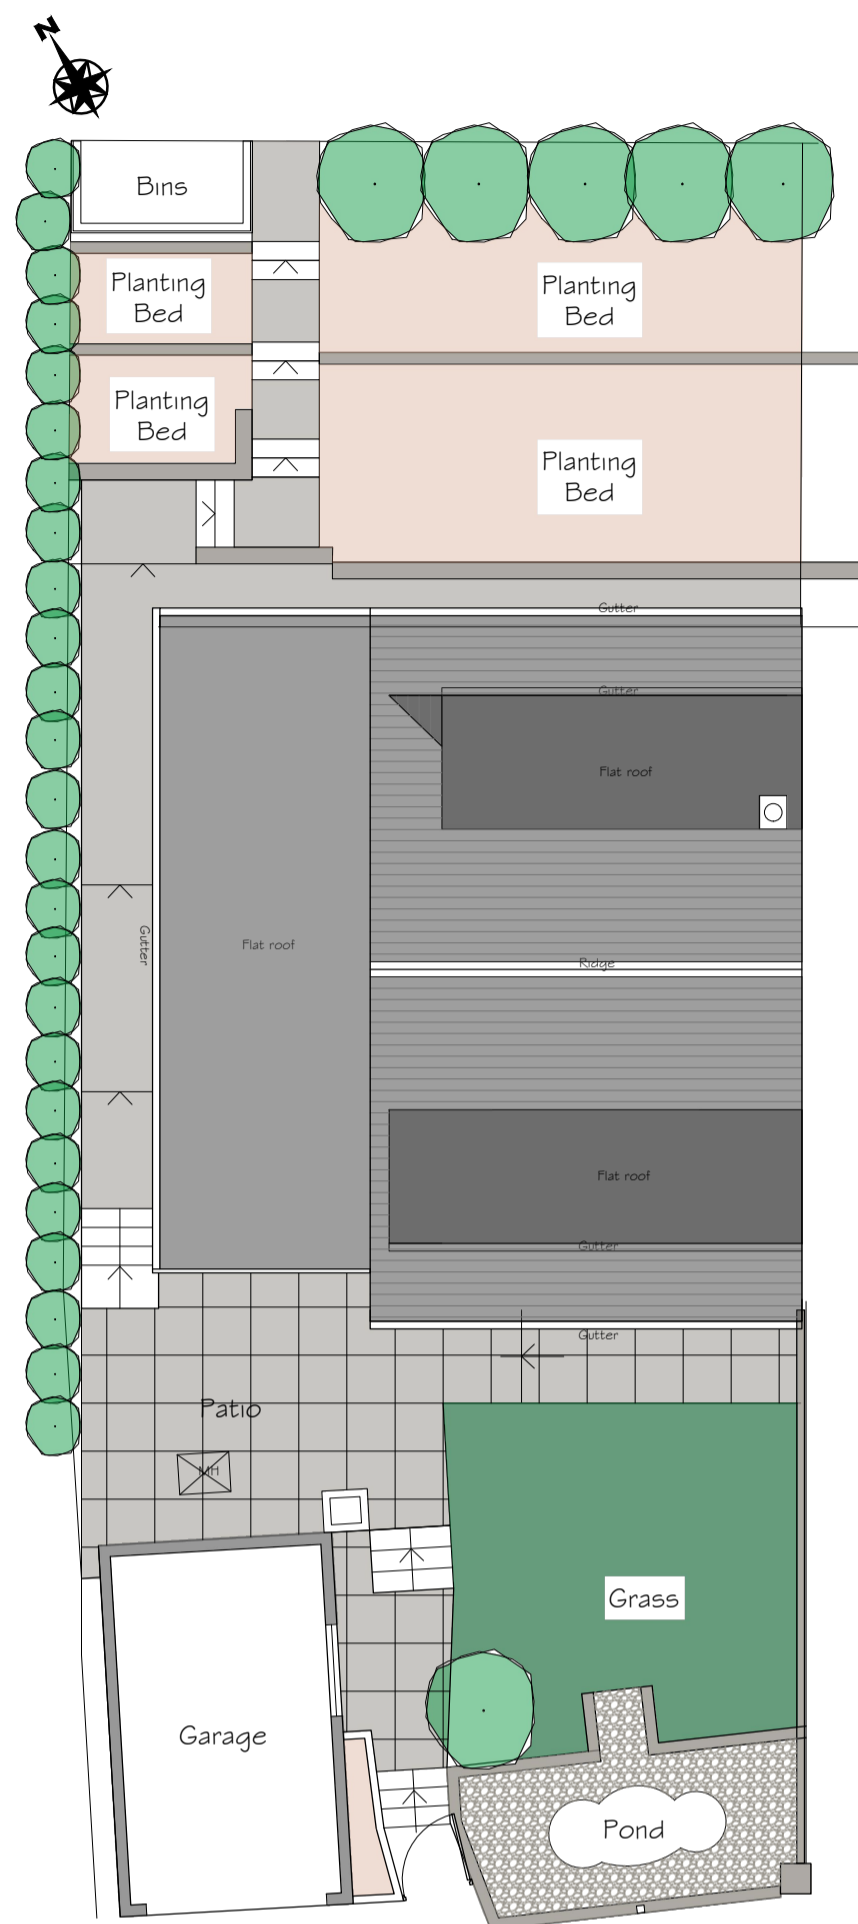 N
Bins
Planting
Bed
Planting
Bed
Planting
Bed
Planting
Bed
Gutter
Gutter
Flat roof
Gutter
Flat roof
Ridge
Flat roof
Gutter
Gutter
Patio
MH
Grass
Garage
Pond